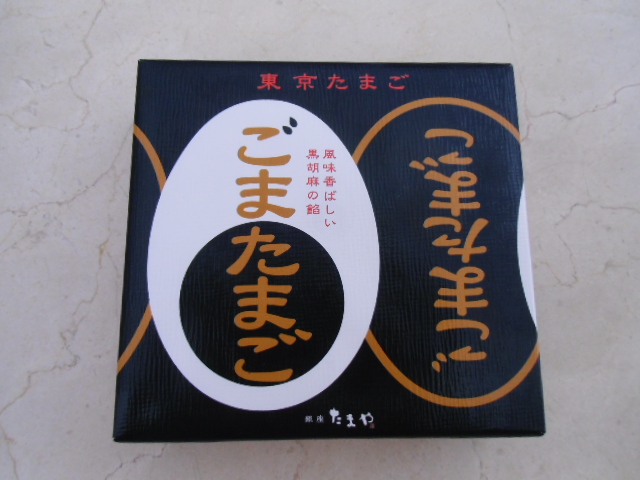 東京たまご
ごまたまご
風味香ばしい
黒胡麻の餡
ごまたまご
銀座 たまや